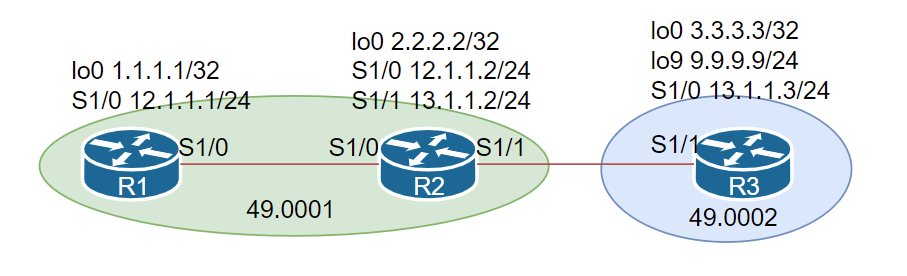 lo0 1.1.1.1/32
S1/0 12.1.1.1/24
lo0 2.2.2.2/32
S1/0 12.1.1.2/24
S1/1 13.1.1.2/24
lo0 3.3.3.3/32
lo9 9.9.9.9/24
S1/0 13.1.1.3/24
S1/0
S1/0
S1/1
S1/1
R1
R2
R3
49.0001
49.0002